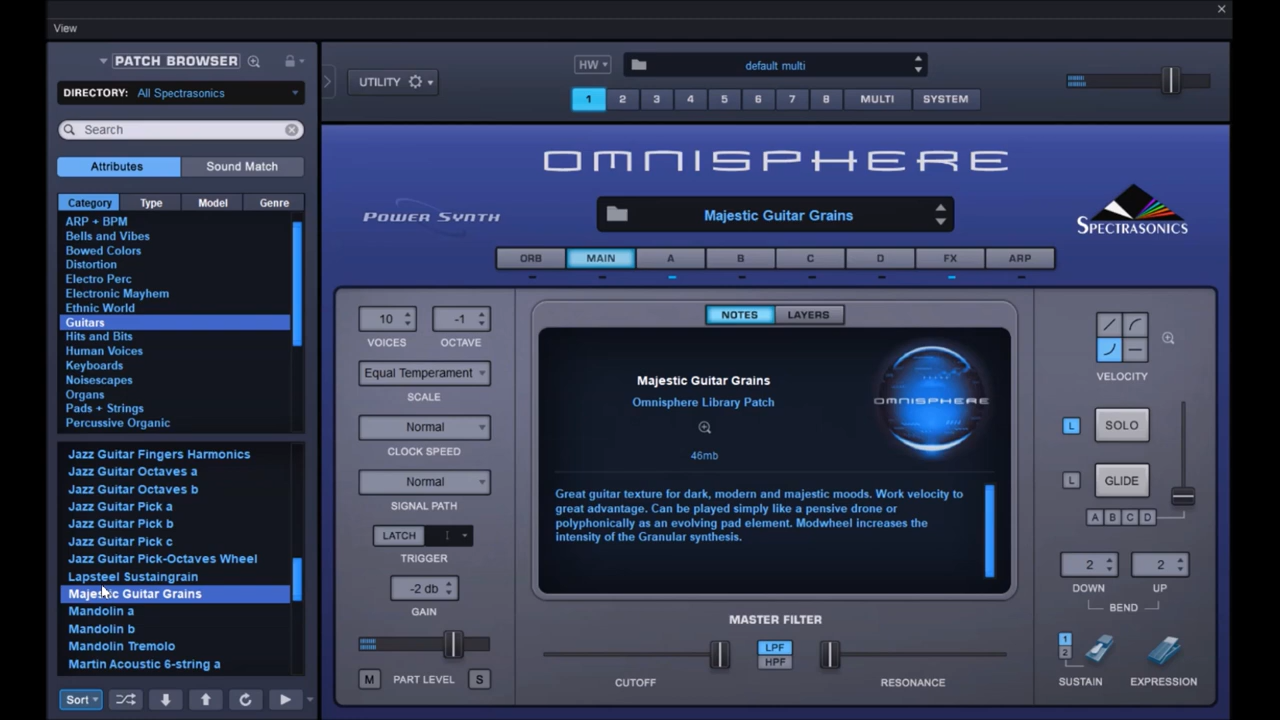 View
PATCH BROWSER
DIRECTORY: All Spectrasonics
Search
Attributes
Sound Match
Category
Type
Model
Genre
ARP + BPM
Bells and Vibes
Bowed Colors
Distortion
Electro Perc
Electronic Mayhem
Ethnic World
Guitars
Hits and Bits
Human Voices
Keyboards
Noisescapes
Organs
Pads + Strings
Percussive Organic
Jazz Guitar Fingers Harmonics
Jazz Guitar Octaves a
Jazz Guitar Octaves b
Jazz Guitar Pick a
Jazz Guitar Pick b
Jazz Guitar Pick c
Jazz Guitar Pick-Octaves Wheel
Lapsteel Sustaingrain
Majestic Guitar Grains
Mandolin a
Mandolin b
Mandolin Tremolo
Martin Acoustic 6-string a
Sort
UTILITY
HW
default multi
1 2 3 4 5 6 7 8 MULTI SYSTEM
OMNISPHERE
POWER SYNTH
Majestic Guitar Grains
SPECTRASONICS
ORB MAIN A B C D FX ARP
10
-1
VOICES
OCTAVE
Equal Temperament
SCALE
Normal
CLOCK SPEED
Normal
SIGNAL PATH
LATCH
TRIGGER
-2 db
GAIN
M PART LEVEL S
NOTES
LAYERS
Majestic Guitar Grains
Omnisphere Library Patch
46mb
OMNISPHERE
Great guitar texture for dark, modern and majestic moods. Work velocity to
great advantage. Can be played simply like a pensive drone or
polyphonically as an evolving pad element. Modwheel increases the
intensity of the Granular synthesis.
MASTER FILTER
LPF
HPF
CUTOFF
RESONANCE
VELOCITY
L SOLO
L GLIDE
A B C D
2
2
DOWN
UP
BEND
1
2
SUSTAIN
EXPRESSION